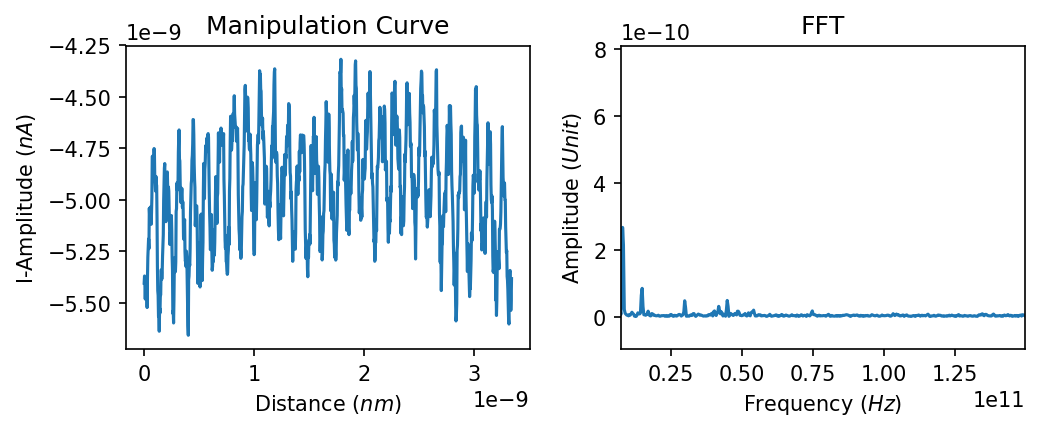 Manipulation Curve
1e−9
−4.25
−4.50
−4.75
−5.00
−5.25
−5.50
I-Amplitude (nA)
0 1 2 3
1e−9
Distance (nm)
FFT
1e−10
8
6
4
2
0
Amplitude (Unit)
0.25 0.50 0.75 1.00 1.25
1e11
Frequency (Hz)